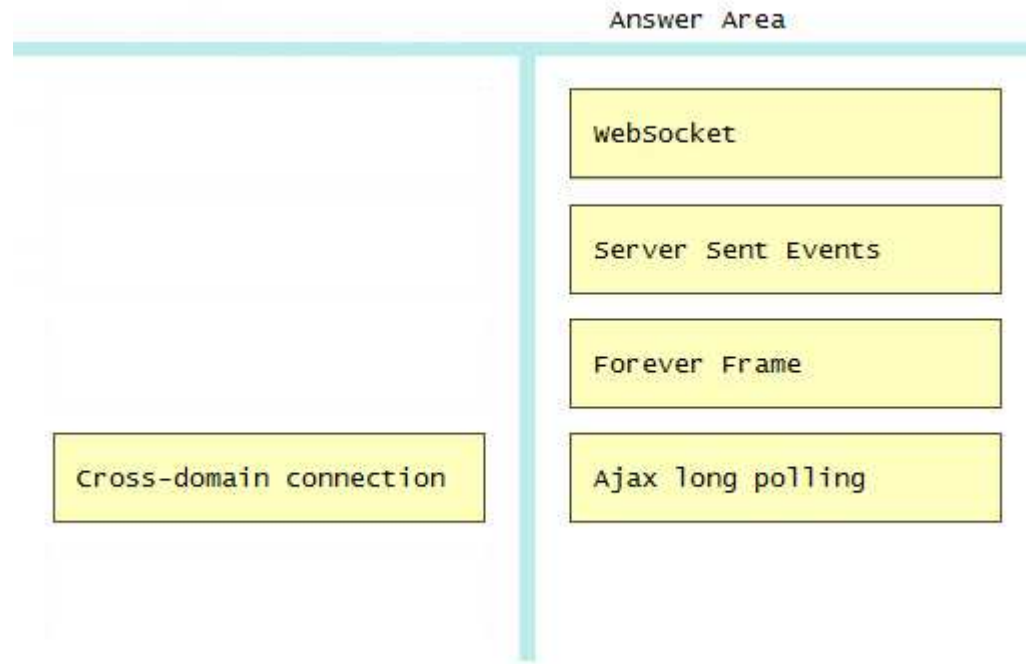 Answer Area
WebSocket
Server Sent Events
Forever Frame
Cross-domain connection
Ajax long polling